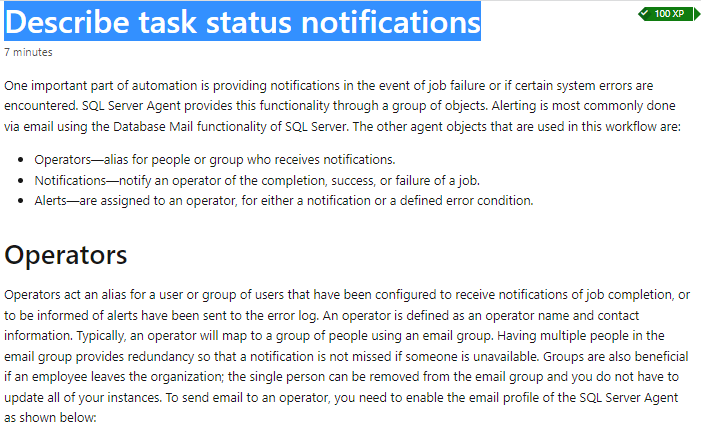 Describe task status notifications
100 XP
7 minutes
One important part of automation is providing notifications in the event of job failure or if certain system errors are
encountered. SQL Server Agent provides this functionality through a group of objects. Alerting is most commonly done
via email using the Database Mail functionality of SQL Server. The other agent objects that are used in this workflow are:
• Operators—alias for people or group who receives notifications.
• Notifications—notify an operator of the completion, success, or failure of a job.
• Alerts—are assigned to an operator, for either a notification or a defined error condition.
Operators
Operators act an alias for a user or group of users that have been configured to receive notifications of job completion, or
to be informed of alerts have been sent to the error log. An operator is defined as an operator name and contact
information. Typically, an operator will map to a group of people using an email group. Having multiple people in the
email group provides redundancy so that a notification is not missed if someone is unavailable. Groups are also beneficial
if an employee leaves the organization; the single person can be removed from the email group and you do not have to
update all of your instances. To send email to an operator, you need to enable the email profile of the SQL Server Agent
as shown below: